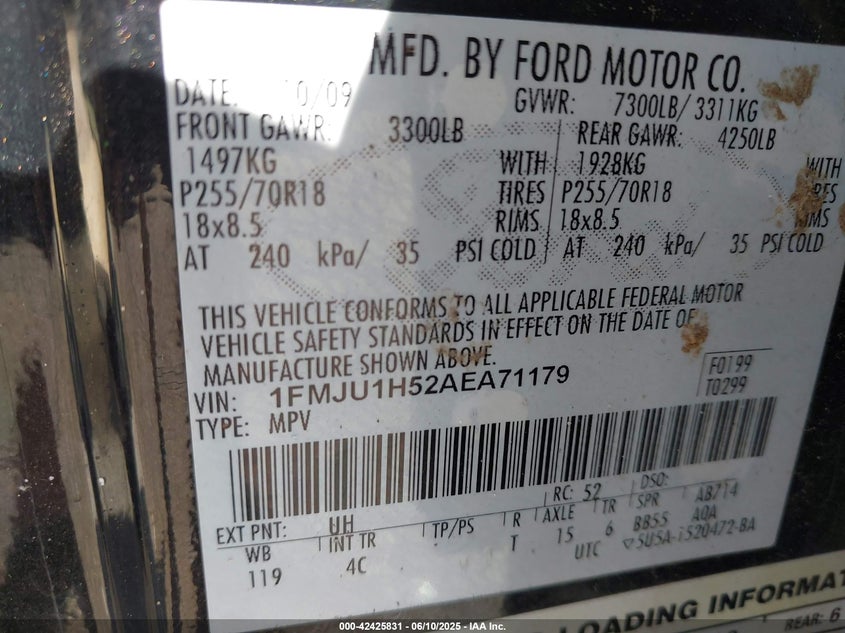 MFD. BY FORD MOTOR CO.
DATE: 10/09 GVWR: 7300LB/ 3311KG
FRONT GAWR: 3300LB REAR GAWR: 4250LB
1497KG WITH 1928KG WITH
P255/70R18 TIRES P255/70R18 TIRES
18x8.5 RIMS 18x8.5 RIMS
AT 240 kPa/ 35 PSI COLD AT 240 kPa/ 35 PSI COLD
THIS VEHICLE CONFORMS TO ALL APPLICABLE FEDERAL MOTOR
VEHICLE SAFETY STANDARDS IN EFFECT ON THE DATE OF
MANUFACTURE SHOWN ABOVE.
F0199
T0299
VIN: 1FMJU1H52AEA71179
TYPE: MPV
RC: 52 DSO:
EXT PNT: UH AB714
WB INT TR TP/PS R AXLE TR SPR AQA
119 4C T 15 6 BB55
UTC ▽5U5A-1520472-BA
LOADING INFORMAT
REAR: 6
000-42425831 - 06/10/2025 - IAA Inc.